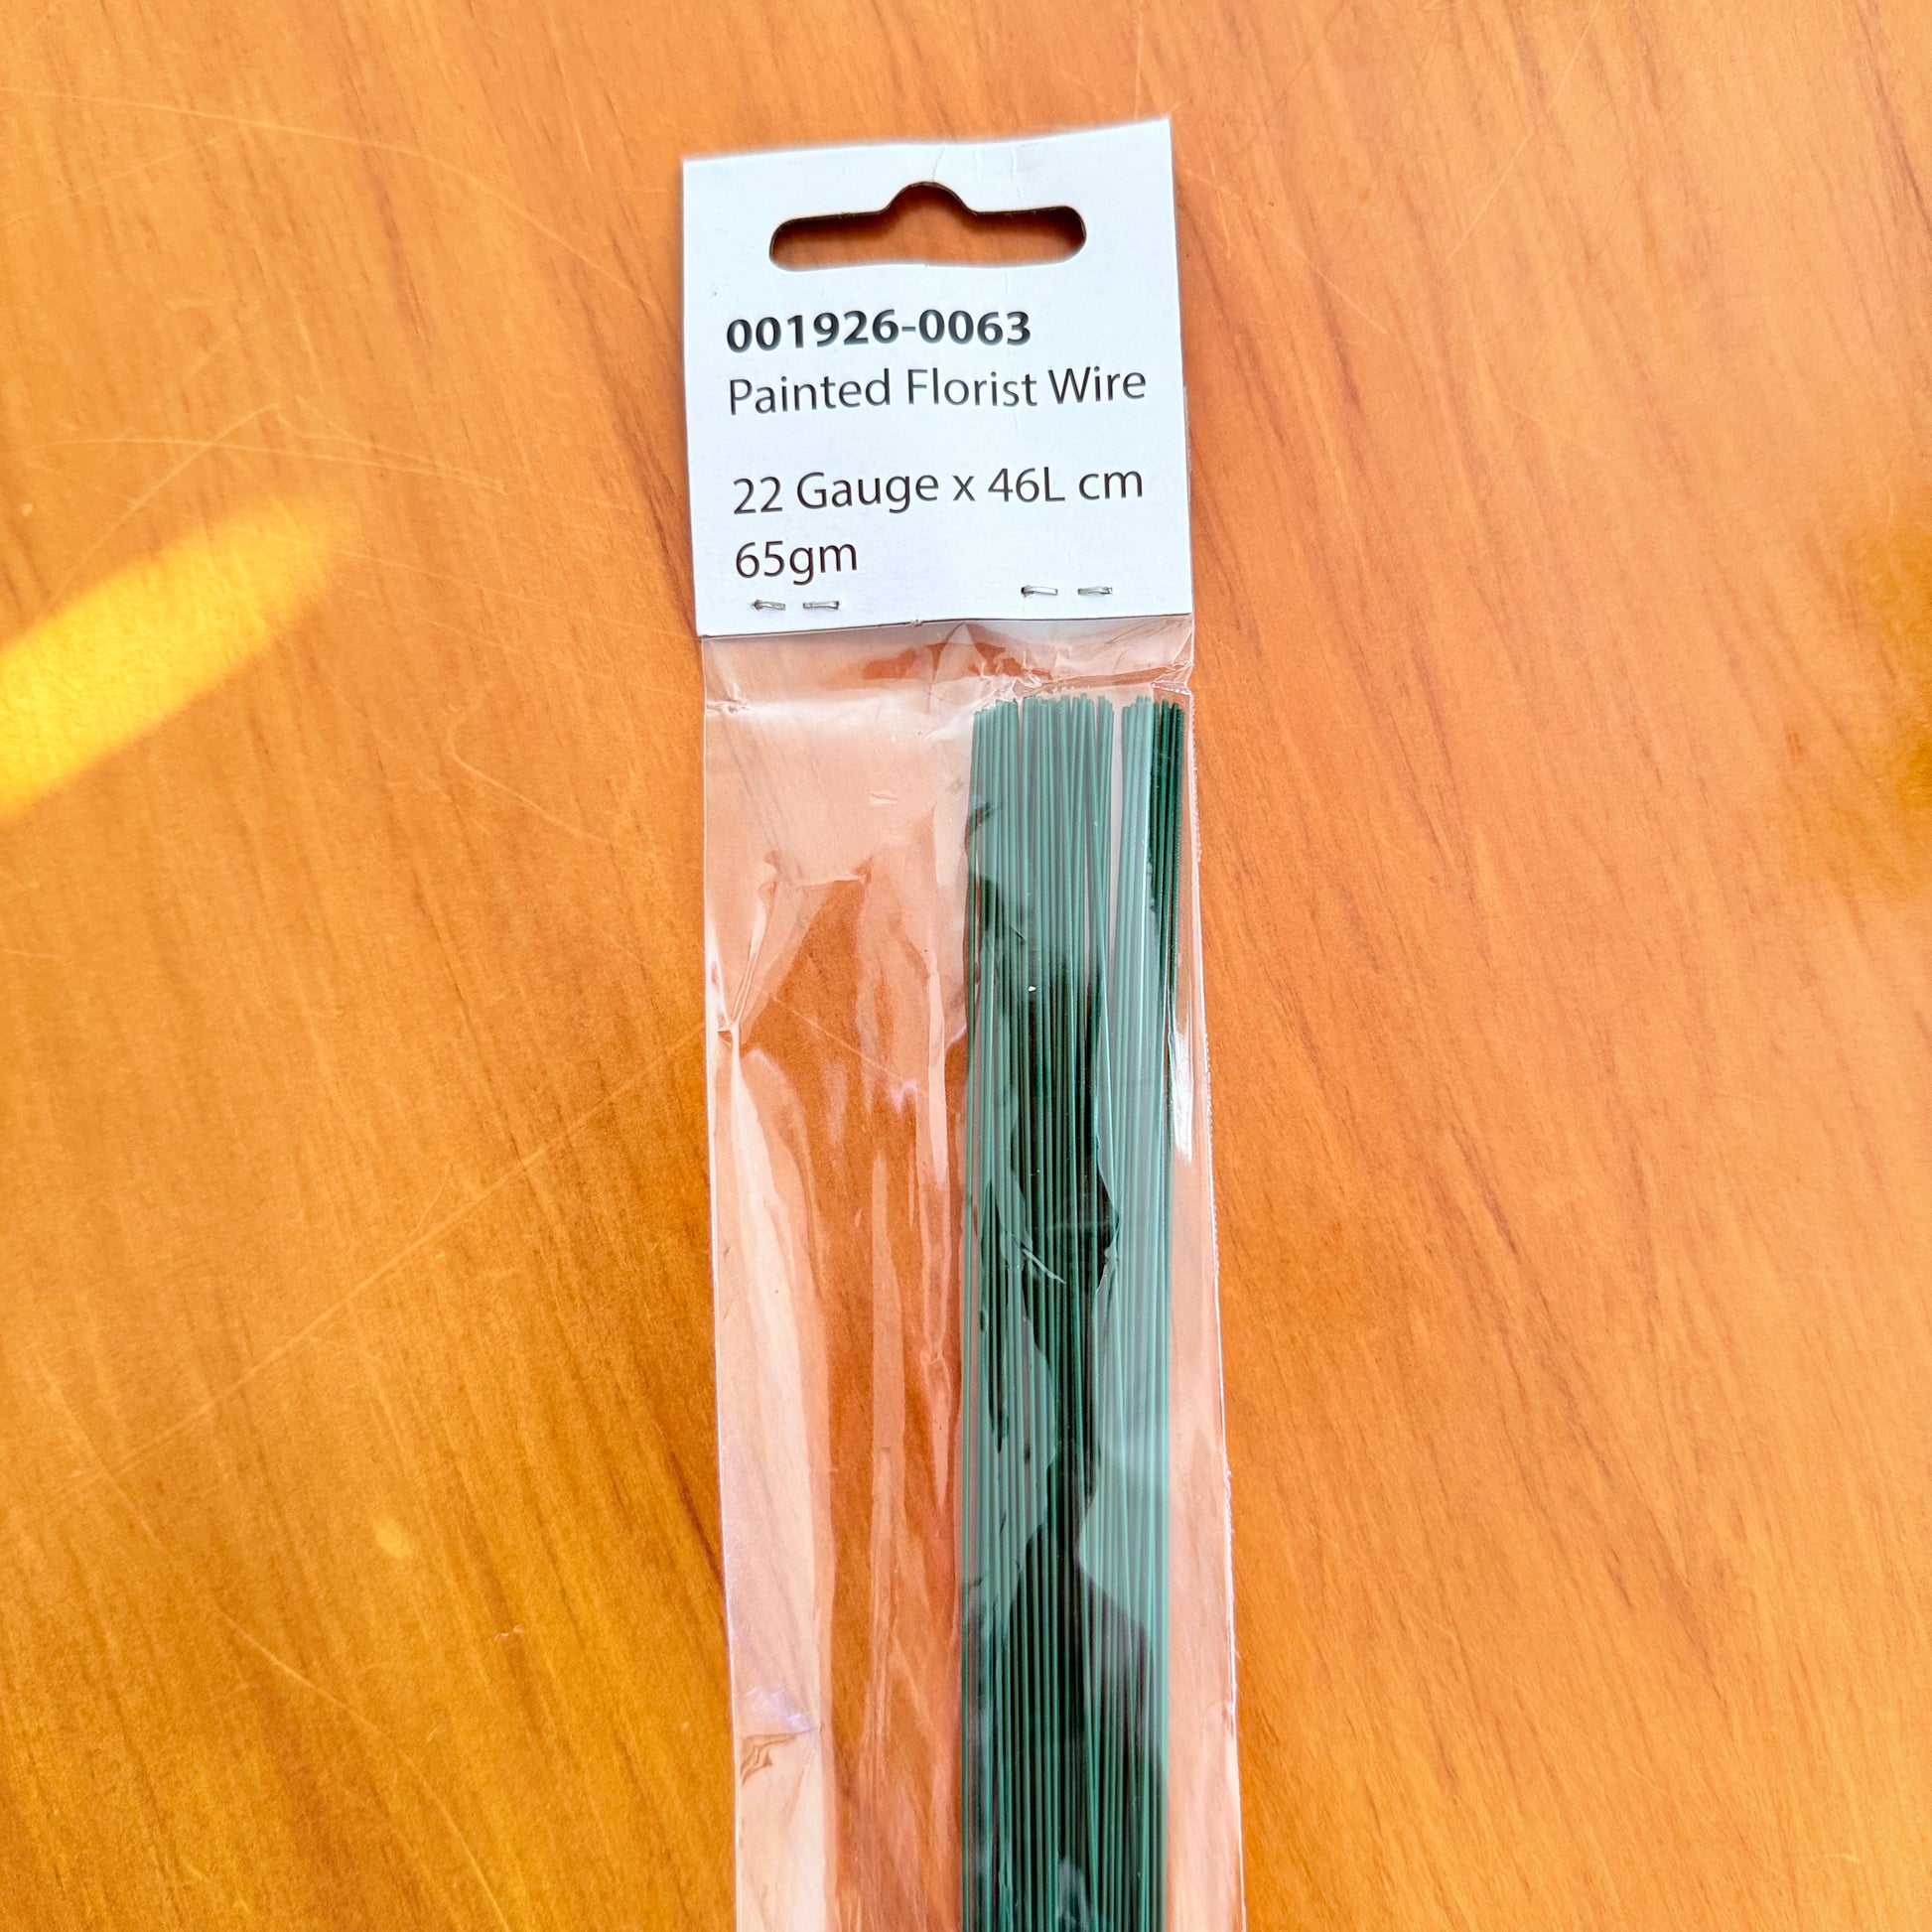 001926-0063
Painted Florist Wire
22 Gauge x 46L cm
65gm